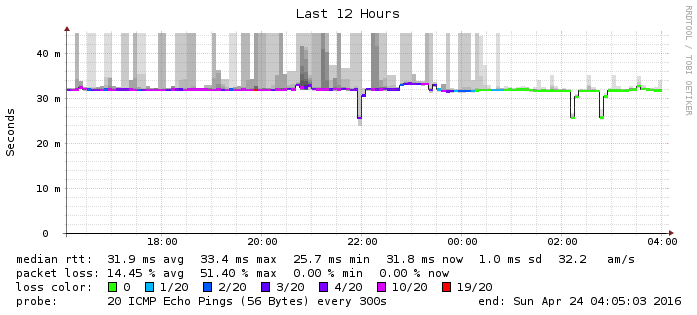 Last 12 Hours
RRDTOOL / TOBI OETIKER
Seconds
40 m
30 m
20 m
10 m
0
18:00 20:00 22:00 00:00 02:00 04:00
median rtt: 31.9 ms avg 33.4 ms max 25.7 ms min 31.8 ms now 1.0 ms sd 32.2 am/s
packet loss: 14.45 % avg 51.40 % max 0.00 % min 0.00 % now
loss color: 0 1/20 2/20 3/20 4/20 10/20 19/20
probe: 20 ICMP Echo Pings (56 Bytes) every 300s end: Sun Apr 24 04:05:03 2016